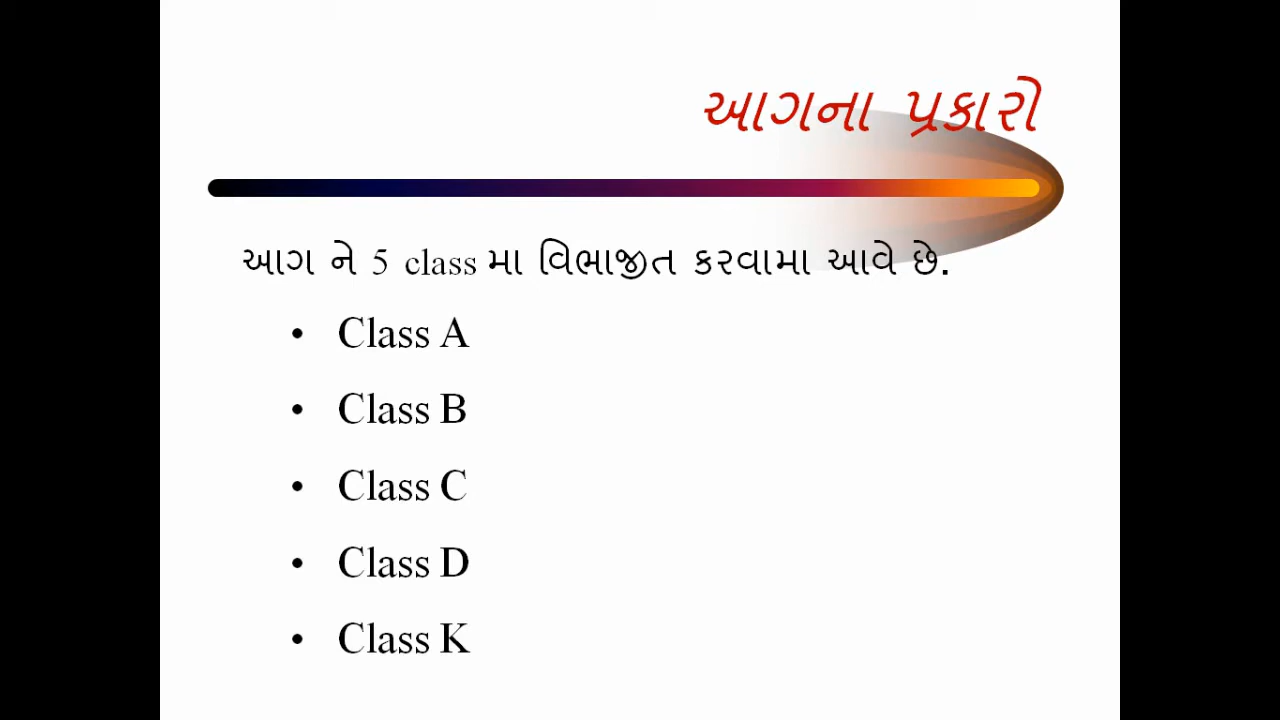 આગના પ્રકારો
આગ ને 5 class મા વિભાજીત કરવામા આવે છે.
• Class A
• Class B
• Class C
• Class D
• Class K